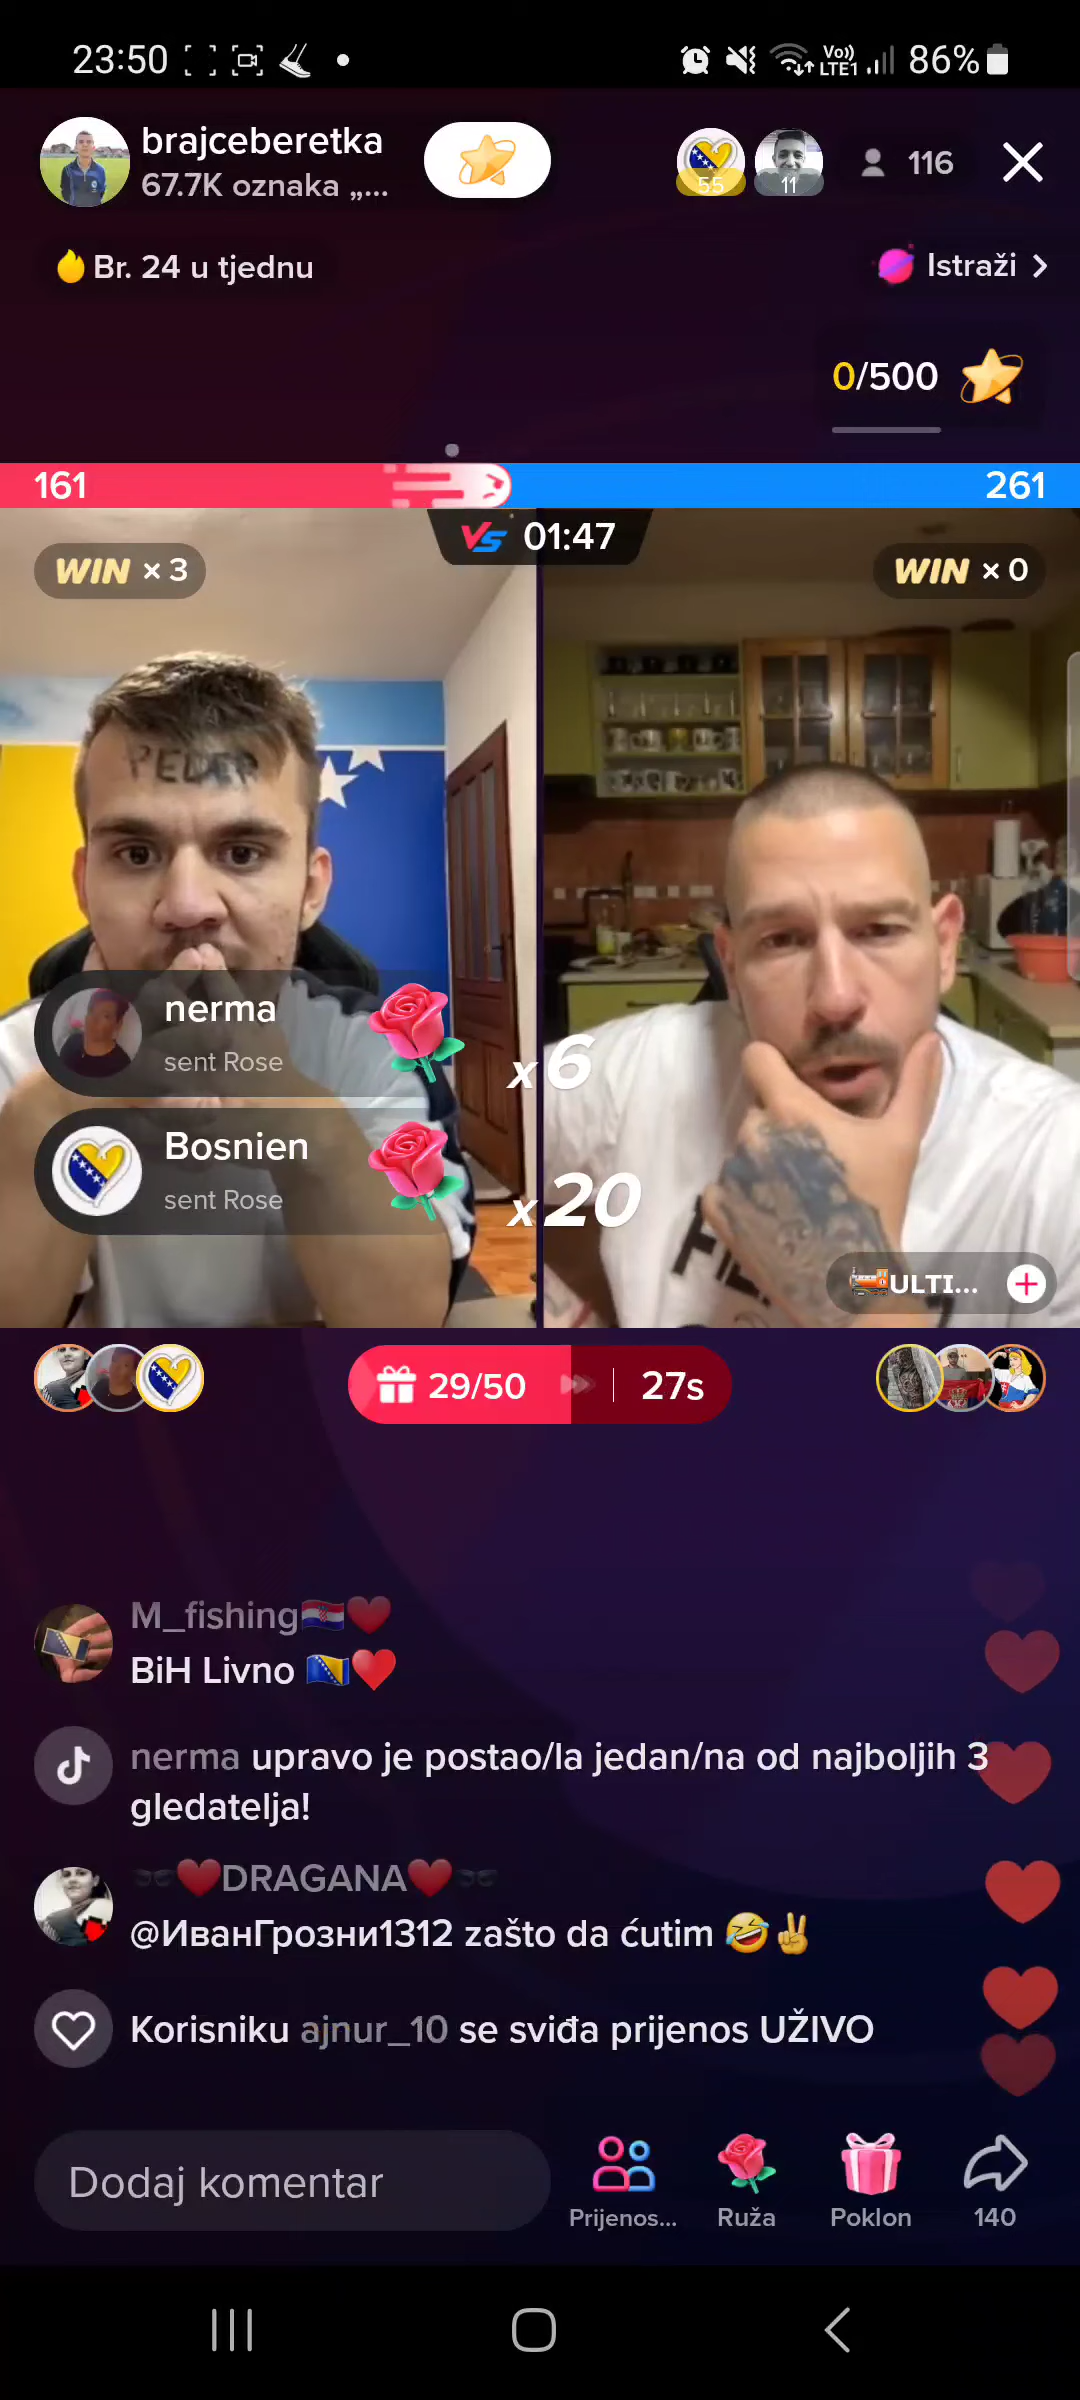 23:50
Vo)) LTE1 86%
brajceberetka
67.7K oznaka „...
55
11
116
Br. 24 u tjednu
Istraži
0/500
161
261
VS 01:47
WIN × 3
WIN × 0
PEDER
nerma
sent Rose
x6
Bosnien
sent Rose
x20
ULTI...
29/50
27s
M_fishing🇭🇷❤️
BiH Livno 🇧🇦❤️
nerma upravo je postao/la jedan/na od najboljih 3
gledatelja!
🕶❤️DRAGANA❤️🕶
@ИванГрозни1312 zašto da ćutim 🤣✌️
Korisniku ajnur_10 se sviđa prijenos UŽIVO
Dodaj komentar
Prijenos...
Ruža
Poklon
140